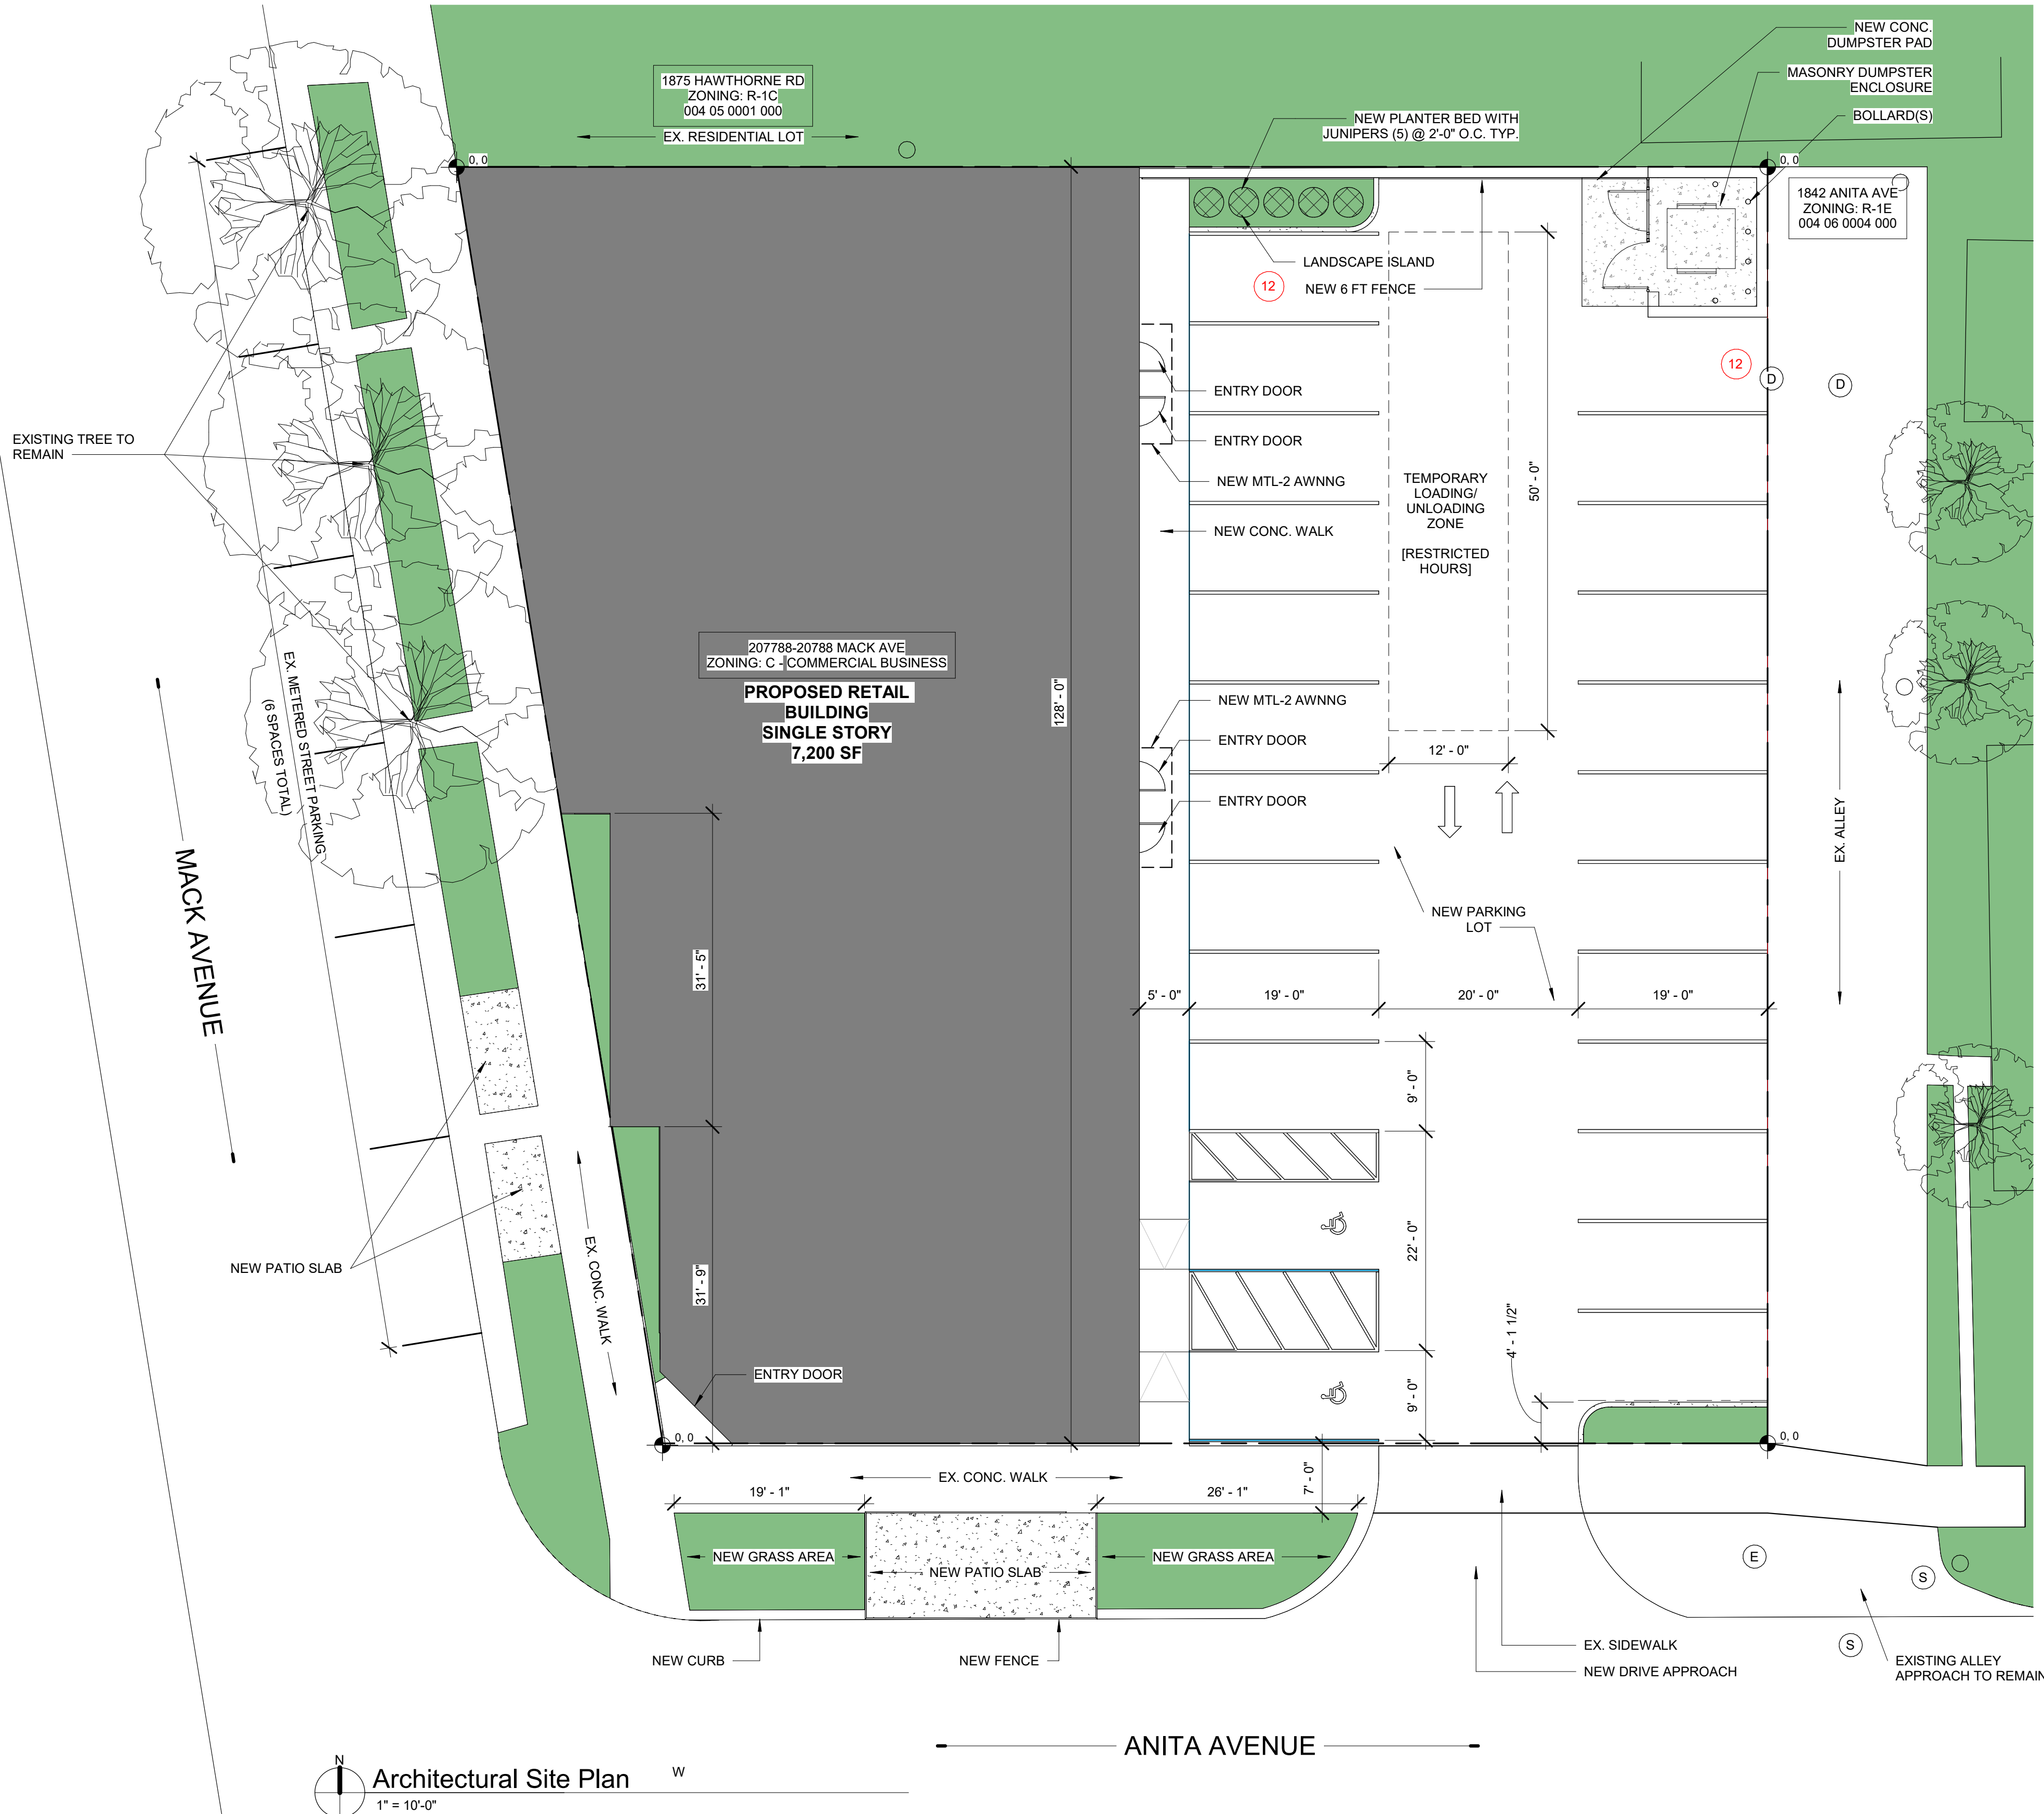 NEW CONC.
DUMPSTER PAD
MASONRY DUMPSTER
ENCLOSURE
BOLLARD(S)
1875 HAWTHORNE RD
ZONING: R-1C
004 05 0001 000
EX. RESIDENTIAL LOT
NEW PLANTER BED WITH
JUNIPERS (5) @ 2'-0" O.C. TYP.
0, 0
0, 0
1842 ANITA AVE
ZONING: R-1E
004 06 0004 000
LANDSCAPE ISLAND
12
NEW 6 FT FENCE
12
D
D
ENTRY DOOR
ENTRY DOOR
NEW MTL-2 AWNNG
NEW CONC. WALK
TEMPORARY
LOADING/
UNLOADING
ZONE
[RESTRICTED
HOURS]
50' - 0"
EXISTING TREE TO
REMAIN
207788-20788 MACK AVE
ZONING: C - COMMERCIAL BUSINESS
PROPOSED RETAIL
BUILDING
SINGLE STORY
7,200 SF
128' - 0"
NEW MTL-2 AWNNG
ENTRY DOOR
ENTRY DOOR
12' - 0"
EX. METERED STREET PARKING
(6 SPACES TOTAL)
MACK AVENUE
EX. ALLEY
NEW PARKING
LOT
31' - 5"
5' - 0"
19' - 0"
20' - 0"
19' - 0"
9' - 0"
22' - 0"
9' - 0"
4' - 1 1/2"
NEW PATIO SLAB
EX. CONC. WALK
31' - 9"
ENTRY DOOR
0, 0
0, 0
EX. CONC. WALK
7' - 0"
19' - 1"
26' - 1"
NEW GRASS AREA
NEW PATIO SLAB
NEW GRASS AREA
E
S
S
NEW CURB
NEW FENCE
EX. SIDEWALK
NEW DRIVE APPROACH
EXISTING ALLEY
APPROACH TO REMAIN
ANITA AVENUE
N
Architectural Site Plan
W
1" = 10'-0"